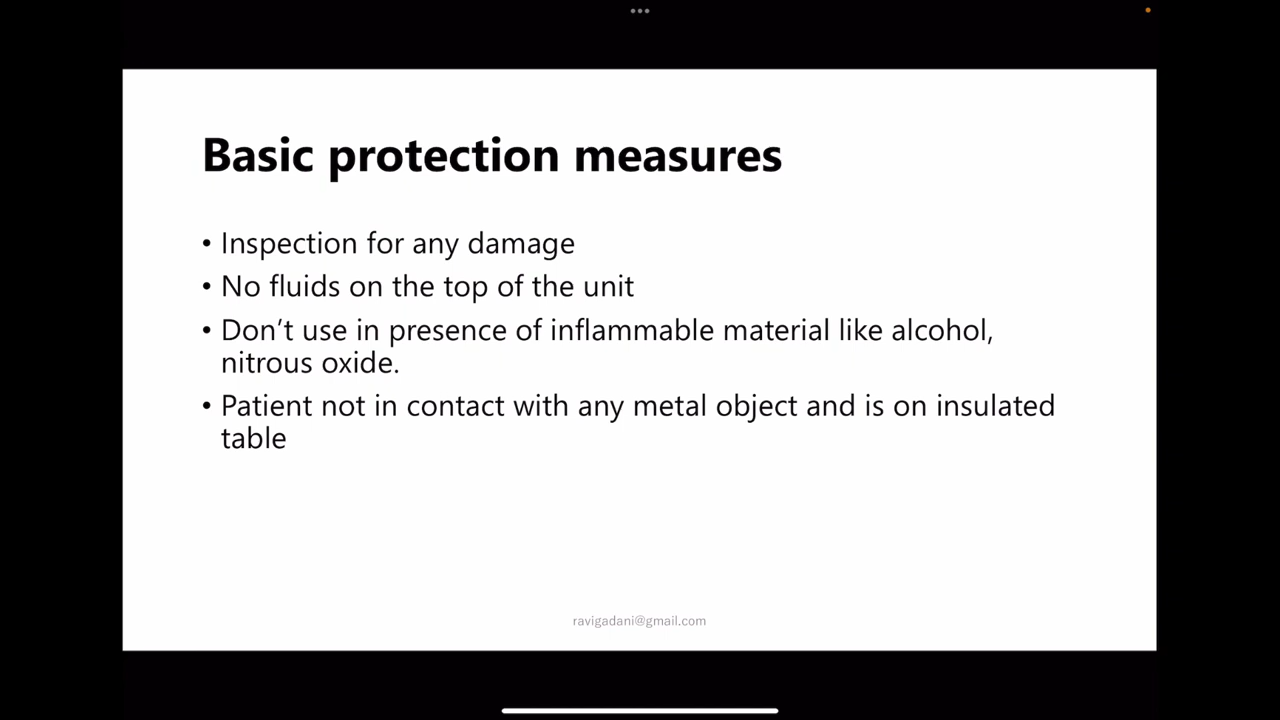 Basic protection measures
• Inspection for any damage
• No fluids on the top of the unit
• Don’t use in presence of inflammable material like alcohol,
nitrous oxide.
• Patient not in contact with any metal object and is on insulated
table
ravigadani@gmail.com